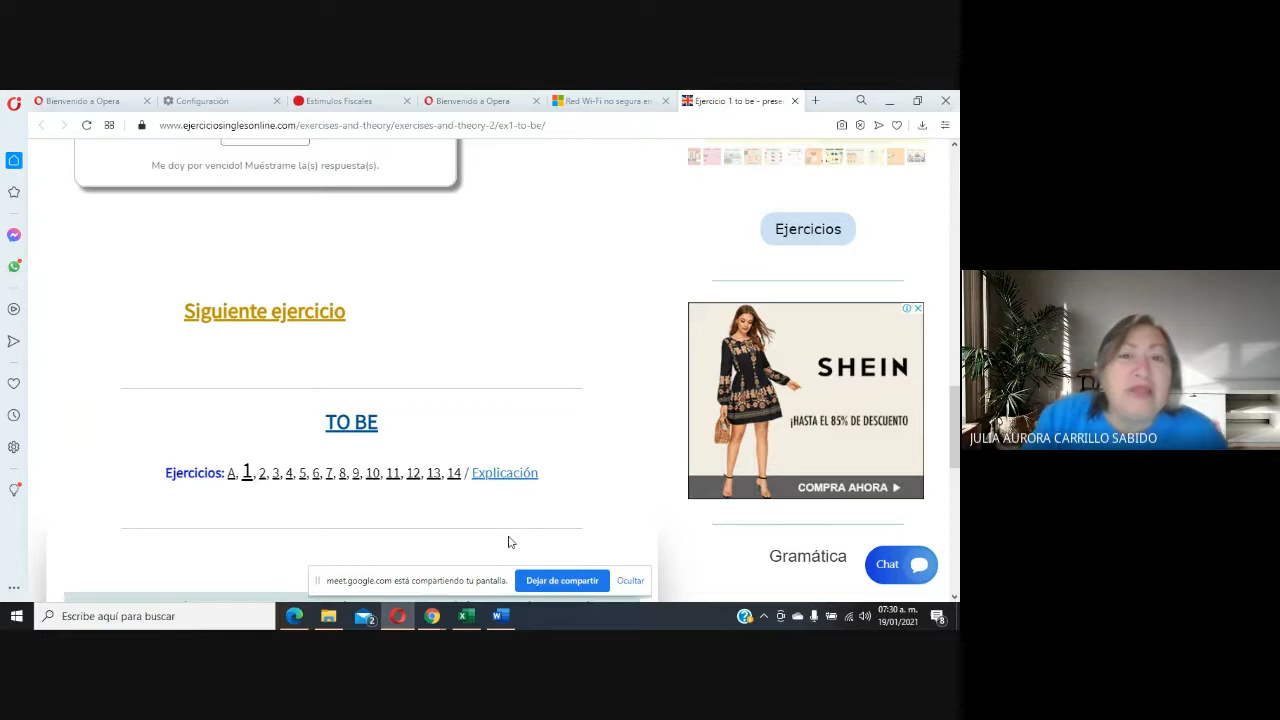 Bienvenido a Opera
Configuración
Estímulos Fiscales
Bienvenido a Opera
Red Wi-Fi no segura en
Ejercicio 1 to be - prese
www.ejerciciosinglesonline.com/exercises-and-theory/exercises-and-theory-2/ex1-to-be/
Me doy por vencido! Muéstrame la(s) respuesta(s).
Ejercicios
Siguiente ejercicio
SHEIN
¡HASTA EL 85% DE DESCUENTO
COMPRA AHORA
TO BE
JULIA AURORA CARRILLO SABIDO
Ejercicios: A, 1, 2, 3, 4, 5, 6, 7, 8, 9, 10, 11, 12, 13, 14 / Explicación
Gramática
Chat
meet.google.com está compartiendo tu pantalla.
Dejar de compartir
Ocultar
Escribe aquí para buscar
2
07:30 a. m.
19/01/2021
8